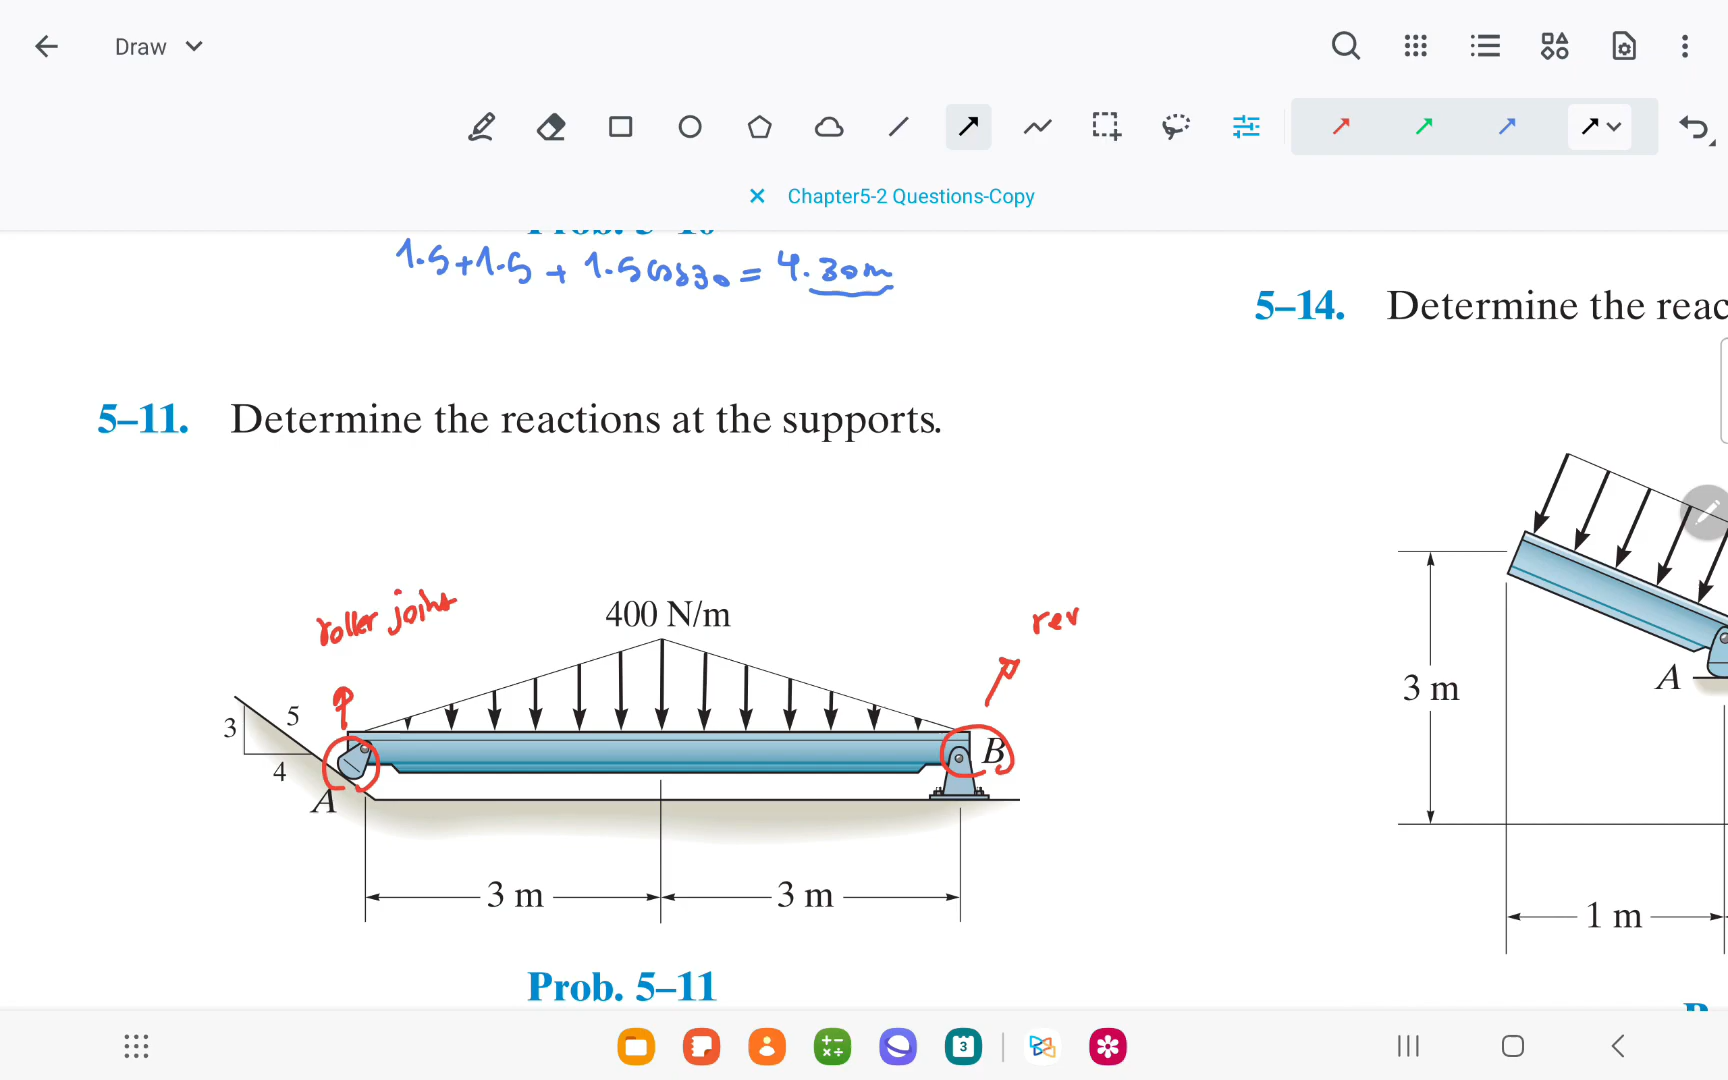 Draw
Chapter5-2 Questions-Copy
1.5+1.5 + 1.5cos30 = 4.30m
5–14. Determine the reac
5–11. Determine the reactions at the supports.
roller joint
400 N/m
rev
3
5
4
A
B
3 m
3 m
Prob. 5–11
3 m
A
1 m
3